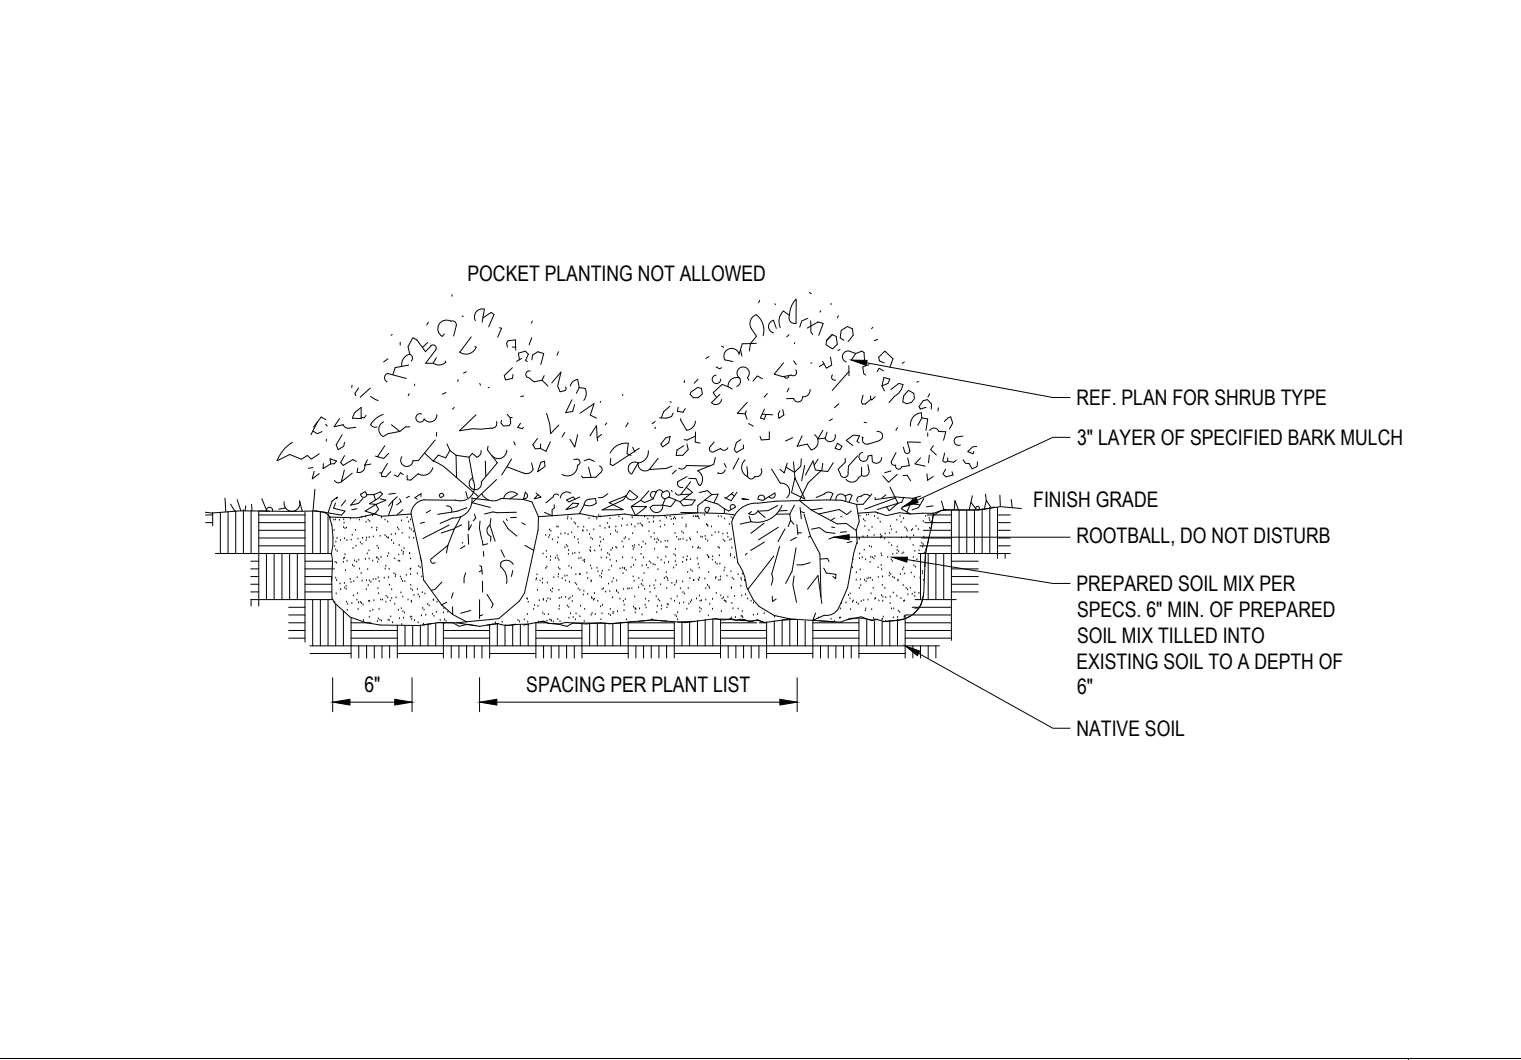 POCKET PLANTING NOT ALLOWED
REF. PLAN FOR SHRUB TYPE
3" LAYER OF SPECIFIED BARK MULCH
FINISH GRADE
ROOTBALL, DO NOT DISTURB
PREPARED SOIL MIX PER
SPECS. 6" MIN. OF PREPARED
SOIL MIX TILLED INTO
EXISTING SOIL TO A DEPTH OF
6"
6"
SPACING PER PLANT LIST
NATIVE SOIL